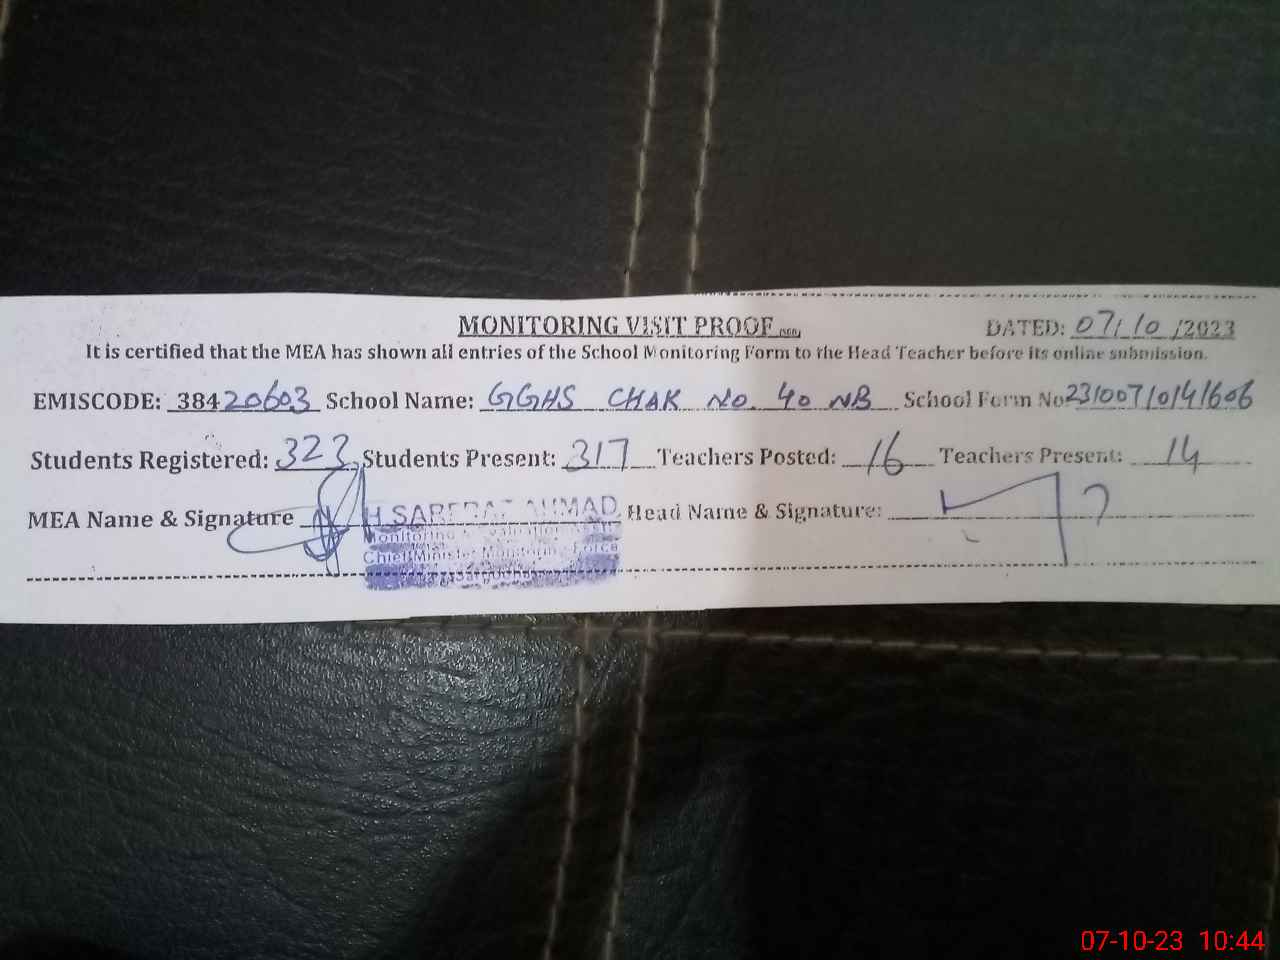 MONITORING VISIT PROOF DATED: 07/10/2023
It is certified that the MEA has shown all entries of the School Monitoring Form to the Head Teacher before its online submission.
EMISCODE: 38420603 School Name: GGHS CHAK No. 40 NB School Form No 23100710141606
Students Registered: 323 Students Present: 317 Teachers Posted: 16 Teachers Present: 14
MEA Name & Signature AHMAD Head Name & Signature:
Monitoring
Chief Minister Monitoring Force
07-10-23 10:44